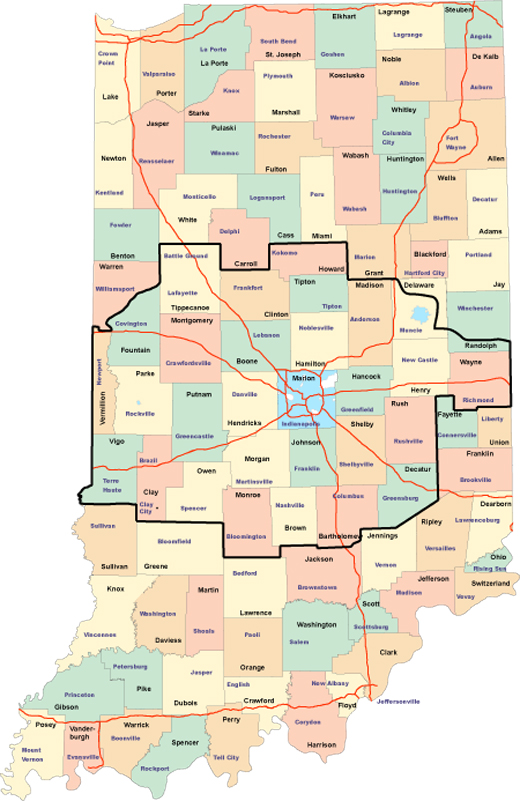 Steuben
Lagrange
Elkhart
Lagrange
Angola
La Porte
South Bend
St. Joseph
Goshen
Crown
Point
La Porte
Noble
De Kalb
Valparaiso
Plymouth
Kosciusko
Albion
Auburn
Knox
Lake
Porter
Starke
Marshall
Warsaw
Whitley
Jasper
Pulaski
Columbia
City
Fort
Wayne
Rochester
Newton
Rensselaer
Winamac
Wabash
Huntington
Allen
Fulton
Wells
Kentland
Monticello
Logansport
Peru
Huntington
Decatur
Wabash
Bluffton
White
Fowler
Delphi
Cass
Miami
Adams
Benton
Battle Ground
Carroll
Kokomo
Marion
Blackford
Portland
Warren
Howard
Grant
Hartford City
Williamsport
Lafayette
Frankfort
Tipton
Madison
Delaware
Jay
Tippecanoe
Tipton
Winchester
Covington
Montgomery
Clinton
Noblesville
Anderson
Muncie
Lebanon
Fountain
Randolph
Newport
Crawfordsville
Boone
Hamilton
New Castle
Wayne
Parke
Marion
Hancock
Vermillion
Putnam
Danville
Henry
Richmond
Rockville
Greenfield
Rush
Fayette
Liberty
Hendricks
Indianapolis
Shelby
Vigo
Greencastle
Johnson
Rushville
Connersville
Union
Brazil
Morgan
Franklin
Owen
Franklin
Shelbyville
Decatur
Terre
Haute
Martinsville
Brookville
Clay
Monroe
Columbus
Greensburg
Clay
City
Spencer
Nashville
Dearborn
Sullivan
Brown
Ripley
Lawrenceburg
Bloomfield
Bloomington
Bartholomew
Jennings
Versailles
Sullivan
Greene
Jackson
Ohio
Bedford
Vernon
Rising Sun
Knox
Martin
Brownstown
Jefferson
Switzerland
Washington
Lawrence
Scott
Madison
Vevay
Vincennes
Shoals
Paoli
Washington
Scottsburg
Daviess
Salem
Petersburg
Jasper
Orange
Clark
Princeton
Pike
English
New Albany
Gibson
Dubois
Crawford
Floyd
Jeffersonville
Posey
Vander-
burgh
Warrick
Perry
Corydon
Mount
Vernon
Evansville
Boonville
Spencer
Tell City
Harrison
Rockport